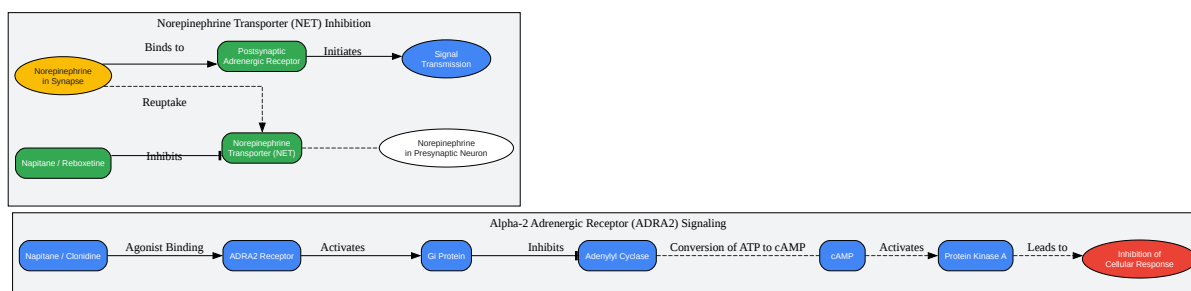 Norepinephrine Transporter (NET) Inhibition
Binds to
Postsynaptic
Adrenergic Receptor
Initiates
Signal
Transmission
Norepinephrine
in Synapse
Reuptake
Napitane / Reboxetine
Inhibits
Norepinephrine
Transporter (NET)
Norepinephrine
in Presynaptic Neuron
Alpha-2 Adrenergic Receptor (ADRA2) Signaling
Napitane / Clonidine
Agonist Binding
ADRA2 Receptor
Activates
Gi Protein
Inhibits
Adenylyl Cyclase
Conversion of ATP to cAMP
cAMP
Activates
Protein Kinase A
Leads to
Inhibition of
Cellular Response